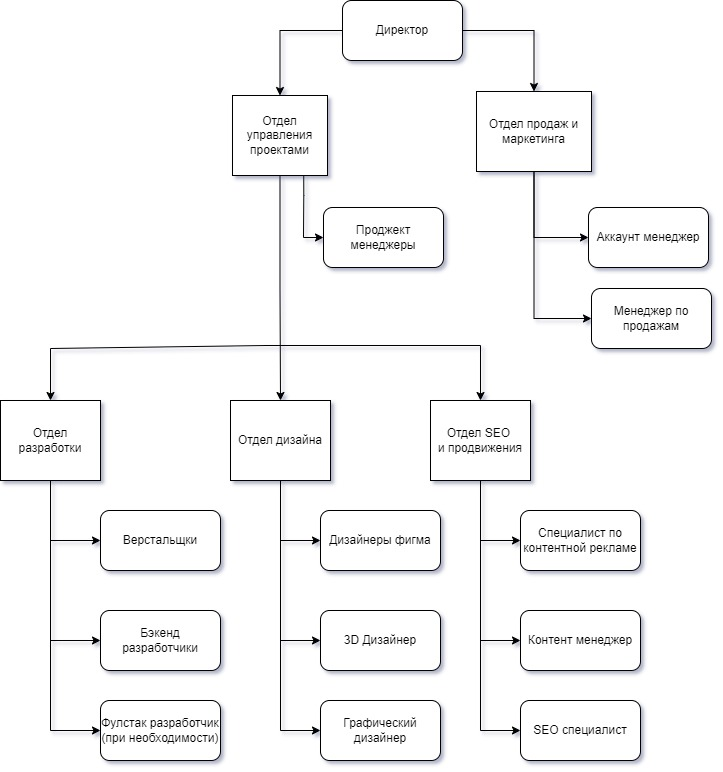 Директор
Отдел
управления
проектами
Отдел продаж и
маркетинга
Проджект
менеджеры
Аккаунт менеджер
Менеджер по
продажам
Отдел
разработки
Отдел дизайна
Отдел SEO
и продвижения
Верстальщки
Дизайнеры фигма
Специалист по
контентной рекламе
Бэкенд
разработчики
3D Дизайнер
Контент менеджер
Фулстак разработчик
(при необходимости)
Графический
дизайнер
SEO специалист